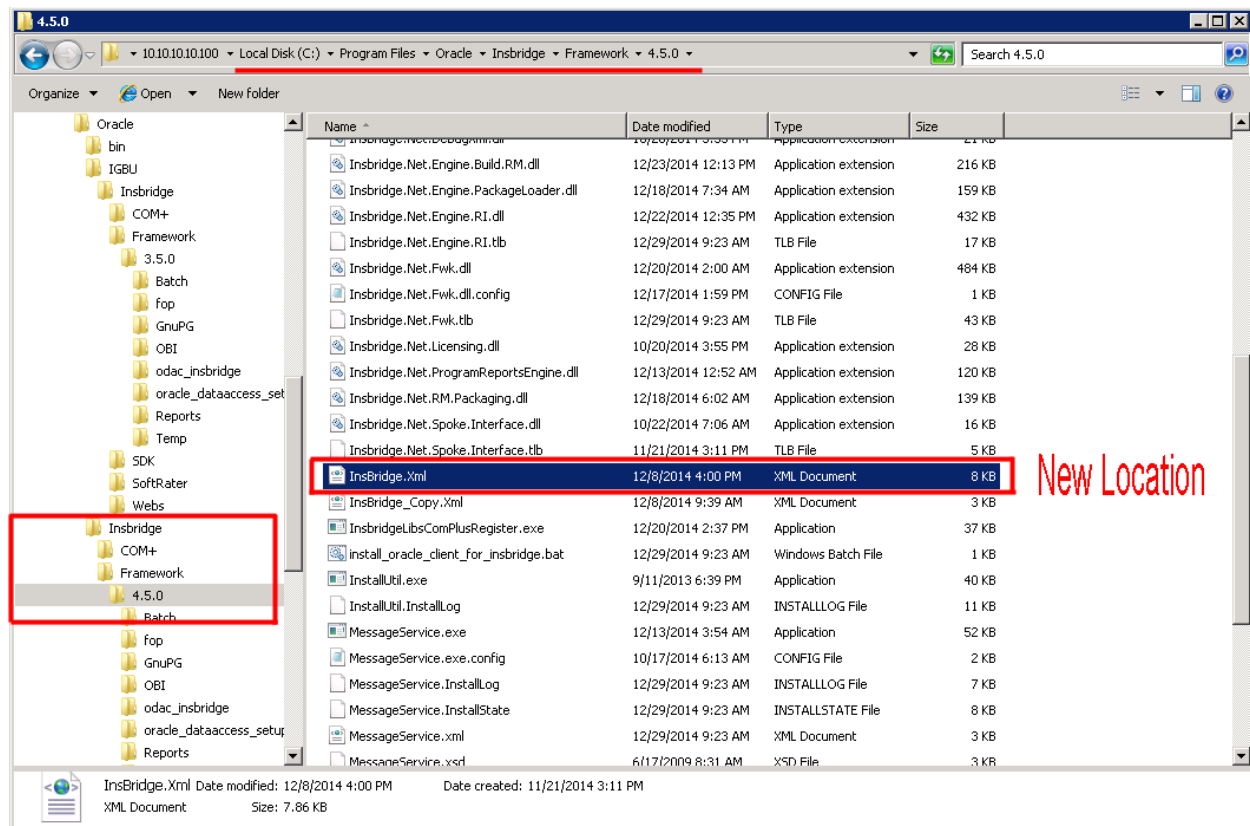 4.5.0
10.10.10.10.100 Local Disk (C:) Program Files Oracle Insbridge Framework 4.5.0 Search 4.5.0
Organize Open New folder
Oracle
bin
IGBU
Insbridge
COM+
Framework
3.5.0
Batch
fop
GnuPG
OBI
odac_insbridge
oracle_dataaccess_set
Reports
Temp
SDK
SoftRater
Webs
Insbridge
COM+
Framework
4.5.0
Batch
fop
GnuPG
OBI
odac_insbridge
oracle_dataaccess_setup
Reports
Name Date modified Type Size
Insbridge.Net.DebugXml.dll Application extension 21 KB
Insbridge.Net.Engine.Build.RM.dll 12/23/2014 12:13 PM Application extension 216 KB
Insbridge.Net.Engine.PackageLoader.dll 12/18/2014 7:34 AM Application extension 159 KB
Insbridge.Net.Engine.RI.dll 12/22/2014 12:35 PM Application extension 432 KB
Insbridge.Net.Engine.RI.tlb 12/29/2014 9:23 AM TLB File 17 KB
Insbridge.Net.Fwk.dll 12/20/2014 2:00 AM Application extension 484 KB
Insbridge.Net.Fwk.dll.config 12/17/2014 1:59 PM CONFIG File 1 KB
Insbridge.Net.Fwk.tlb 12/29/2014 9:23 AM TLB File 43 KB
Insbridge.Net.Licensing.dll 10/20/2014 3:55 PM Application extension 28 KB
Insbridge.Net.ProgramReportsEngine.dll 12/13/2014 12:52 AM Application extension 120 KB
Insbridge.Net.RM.Packaging.dll 12/18/2014 6:02 AM Application extension 139 KB
Insbridge.Net.Spoke.Interface.dll 10/22/2014 7:06 AM Application extension 16 KB
Insbridge.Net.Spoke.Interface.tlb 11/21/2014 3:11 PM TLB File 5 KB
InsBridge.Xml 12/8/2014 4:00 PM XML Document 8 KB
New Location
InsBridge_Copy.Xml 12/8/2014 9:39 AM XML Document 3 KB
InsbridgeLibsComPlusRegister.exe 12/20/2014 2:37 PM Application 37 KB
install_oracle_client_for_insbridge.bat 12/29/2014 9:23 AM Windows Batch File 1 KB
InstallUtil.exe 9/11/2013 6:39 PM Application 40 KB
InstallUtil.InstallLog 12/29/2014 9:23 AM INSTALLLOG File 11 KB
MessageService.exe 12/13/2014 3:54 AM Application 52 KB
MessageService.exe.config 10/17/2014 6:13 AM CONFIG File 2 KB
MessageService.InstallLog 12/29/2014 9:23 AM INSTALLLOG File 7 KB
MessageService.InstallState 12/29/2014 9:23 AM INSTALLSTATE File 8 KB
MessageService.xml 12/29/2014 9:23 AM XML Document 3 KB
MessageService.xsd 6/17/2009 8:31 AM XSD File 3 KB
InsBridge.Xml Date modified: 12/8/2014 4:00 PM Date created: 11/21/2014 3:11 PM
XML Document Size: 7.86 KB